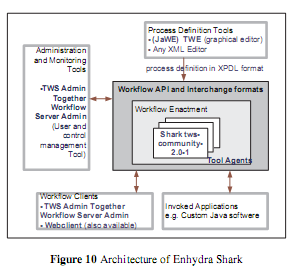 Process Definition Tools
- (JaWE) TWE (graphical editor)
- Any XML Editor
process definition in XPDL format
Administration
and Monitoring
Tools
-TWS Admin
Together
Workflow
Server Admin
(User and
control
management
Tool)
Workflow API and Interchange formats
Workflow Enactment
Shark tws-
community-
2.0-1
Tool Agents
Workflow Clients
- TWS Admin Together
Workflow Server Admin
- Webclient (also available)
Invoked Applications
e.g. Custom Java software
Figure 10 Architecture of Enhydra Shark